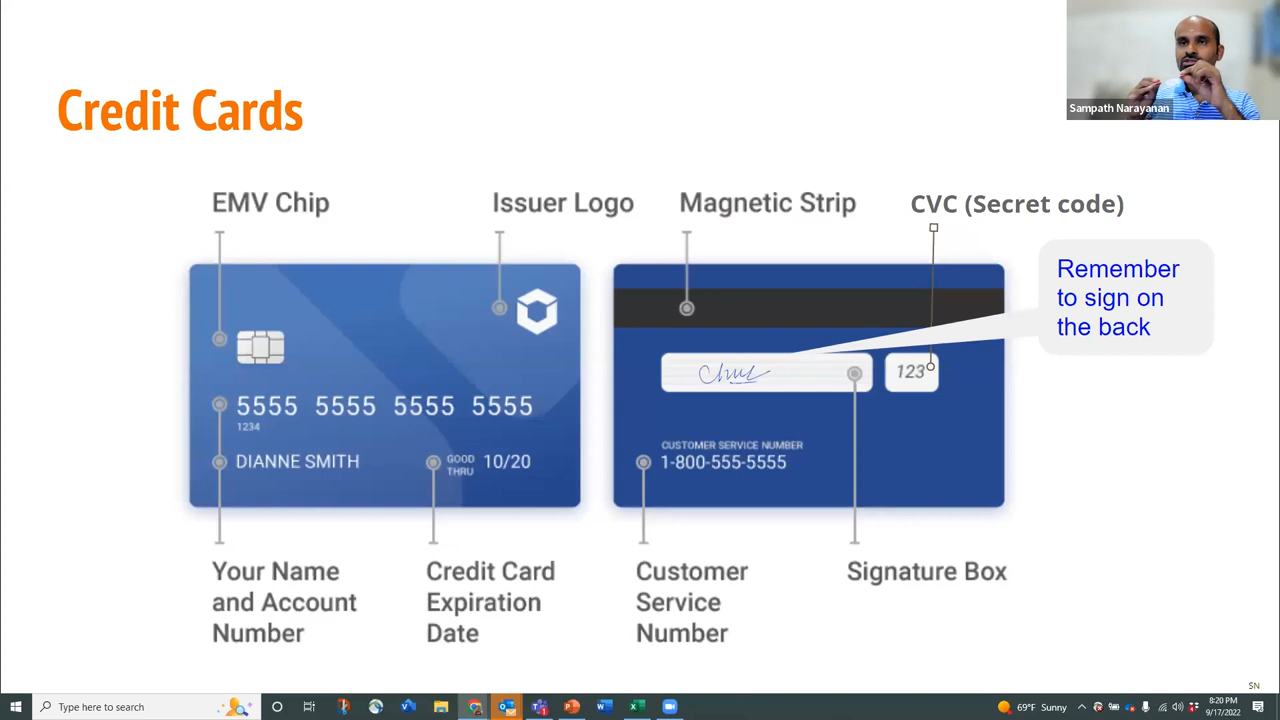 Sampath Narayanan
Credit Cards
EMV Chip
Issuer Logo
Magnetic Strip
CVC (Secret code)
Remember
to sign on
the back
5555 5555 5555 5555
1234
DIANNE SMITH
GOOD
THRU
10/20
123
CUSTOMER SERVICE NUMBER
1-800-555-5555
Your Name
and Account
Number
Credit Card
Expiration
Date
Customer
Service
Number
Signature Box
SN
Type here to search
69°F Sunny
8:20 PM
9/17/2022